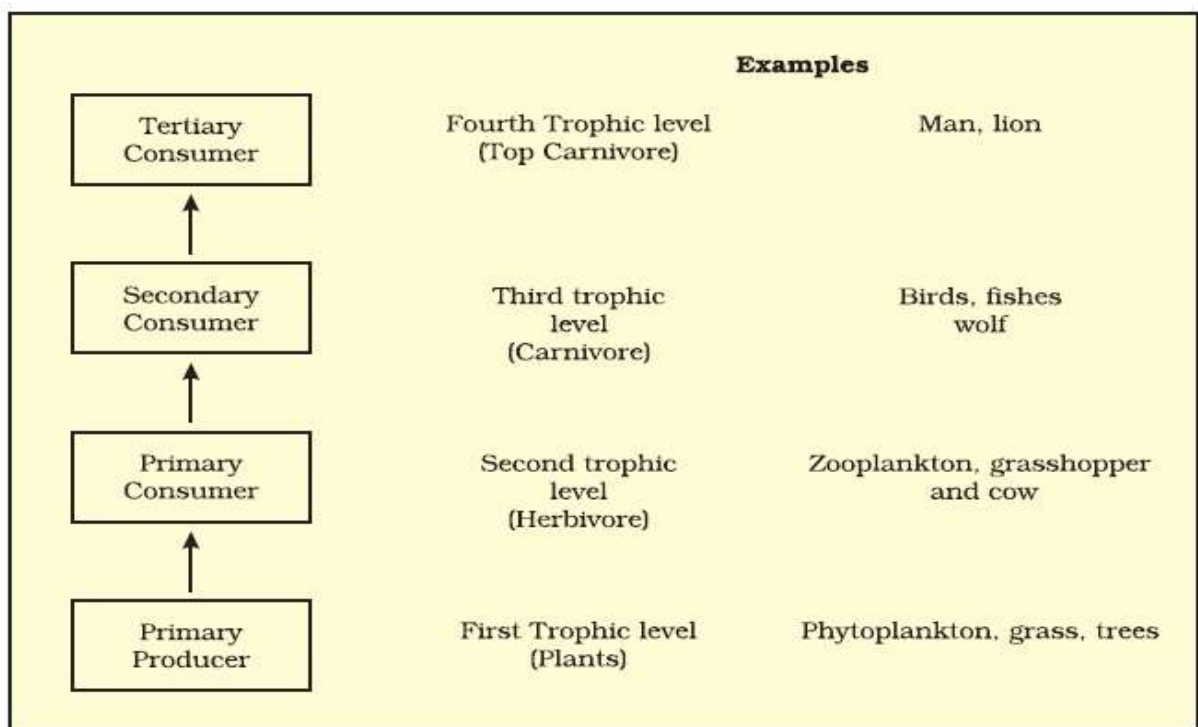 Examples
Tertiary
Consumer
Fourth Trophic level
(Top Carnivore)
Man, lion
Secondary
Consumer
Third trophic
level
(Carnivore)
Birds, fishes
wolf
Primary
Consumer
Second trophic
level
(Herbivore)
Zooplankton, grasshopper
and cow
Primary
Producer
First Trophic level
(Plants)
Phytoplankton, grass, trees